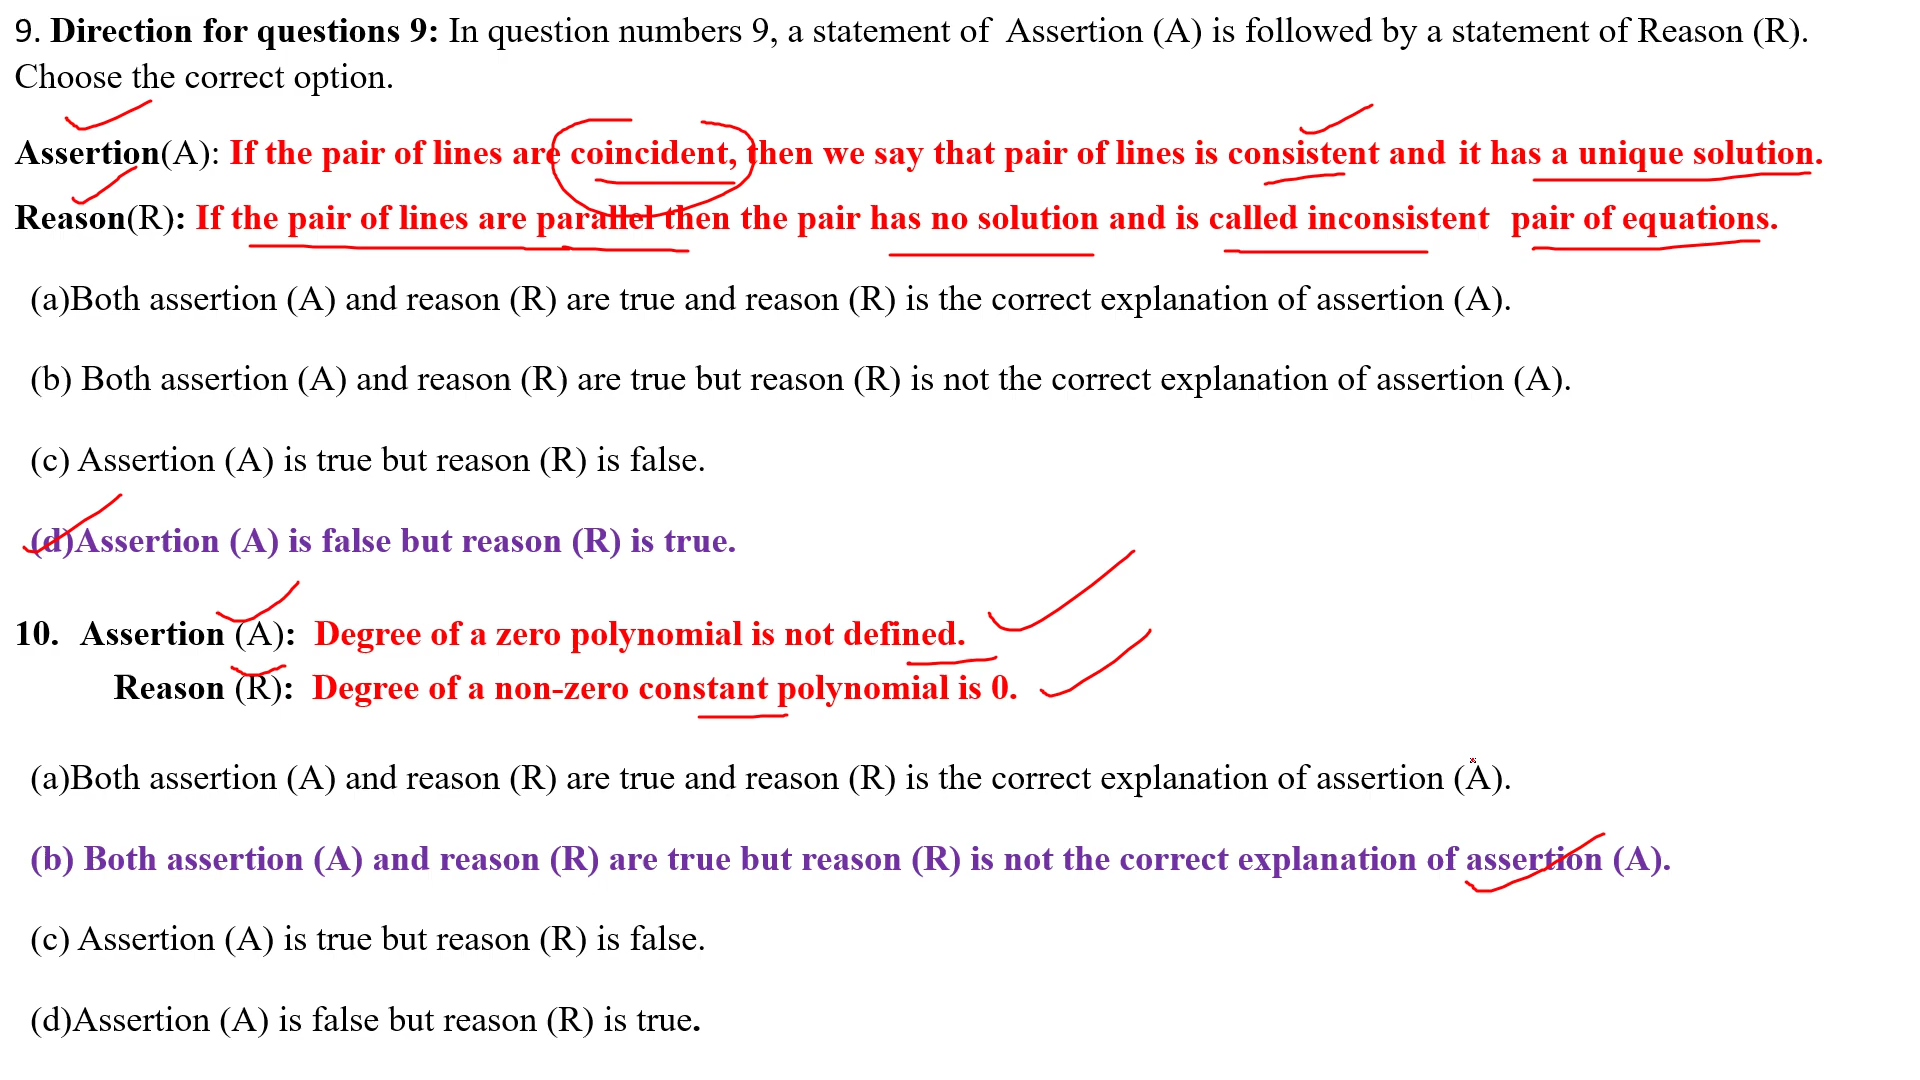 9. Direction for questions 9: In question numbers 9, a statement of Assertion (A) is followed by a statement of Reason (R).
Choose the correct option.
Assertion(A): If the pair of lines are coincident, then we say that pair of lines is consistent and it has a unique solution.
Reason(R): If the pair of lines are parallel then the pair has no solution and is called inconsistent pair of equations.
(a)Both assertion (A) and reason (R) are true and reason (R) is the correct explanation of assertion (A).
(b) Both assertion (A) and reason (R) are true but reason (R) is not the correct explanation of assertion (A).
(c) Assertion (A) is true but reason (R) is false.
(d)Assertion (A) is false but reason (R) is true.
10. Assertion (A): Degree of a zero polynomial is not defined.
Reason (R): Degree of a non-zero constant polynomial is 0.
(a)Both assertion (A) and reason (R) are true and reason (R) is the correct explanation of assertion (A).
(b) Both assertion (A) and reason (R) are true but reason (R) is not the correct explanation of assertion (A).
(c) Assertion (A) is true but reason (R) is false.
(d)Assertion (A) is false but reason (R) is true.